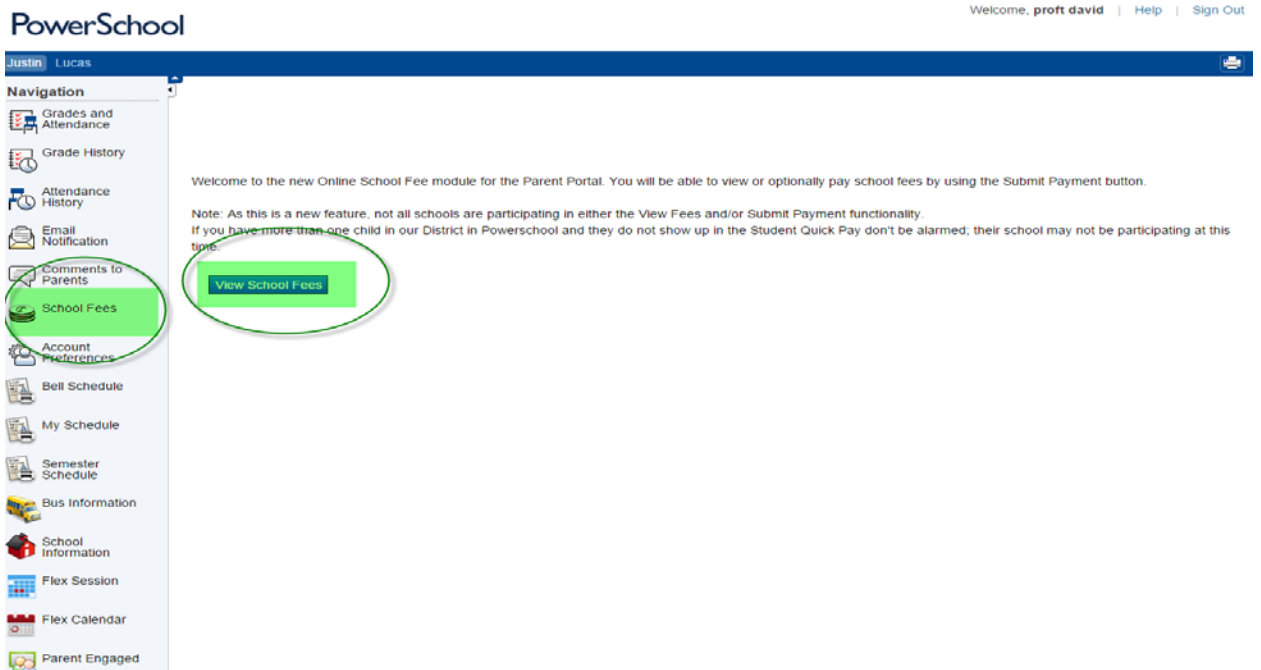 PowerSchool
Welcome, proft david | Help | Sign Out
Justin Lucas
Navigation
Grades and
Attendance
Grade History
Attendance
History
Email
Notification
Comments to
Parents
School Fees
Account
Preferences
Bell Schedule
My Schedule
Semester
Schedule
Bus Information
School
Information
Flex Session
Flex Calendar
Parent Engaged
Welcome to the new Online School Fee module for the Parent Portal. You will be able to view or optionally pay school fees by using the Submit Payment button.
Note: As this is a new feature, not all schools are participating in either the View Fees and/or Submit Payment functionality.
If you have more than one child in our District in Powerschool and they do not show up in the Student Quick Pay don't be alarmed; their school may not be participating at this
time.
View School Fees